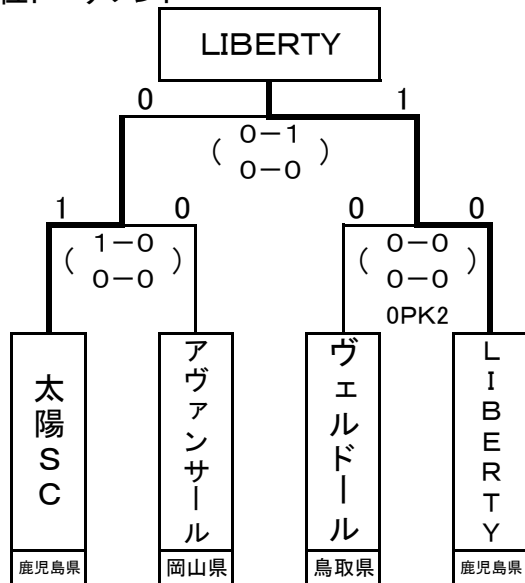 LIBERTY
0 1
( 0-1
0-0 )
1 0 0 0
( 1-0
0-0 )
( 0-0
0-0 )
0PK2
太陽SC
アヴァンサール
ヴェルドール
LIBERTY
鹿児島県 岡山県 鳥取県 鹿児島県